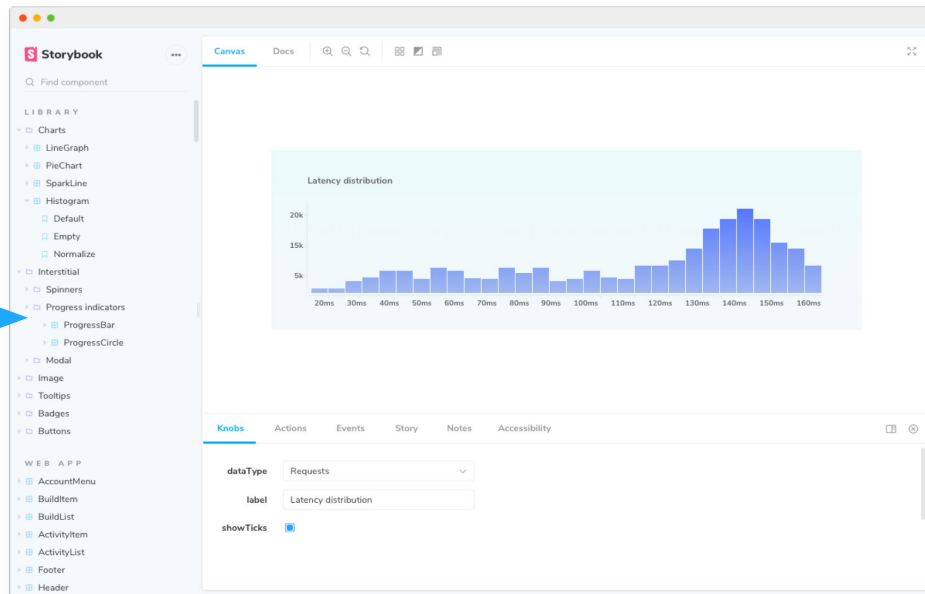 Storybook
Find component
LIBRARY
Charts
LineGraph
PieChart
SparkLine
Histogram
Default
Empty
Normalize
Interstitial
Spinners
Progress indicators
ProgressBar
ProgressCircle
Modal
Image
Tooltips
Badges
Buttons
WEB APP
AccountMenu
BuildItem
BuildList
ActivityItem
ActivityList
Footer
Header
Canvas Docs
Latency distribution
20k
15k
5k
20ms 30ms 40ms 50ms 60ms 70ms 80ms 90ms 100ms 110ms 120ms 130ms 140ms 150ms 160ms
Knobs Actions Events Story Notes Accessibility
dataType Requests
label Latency distribution
showTicks